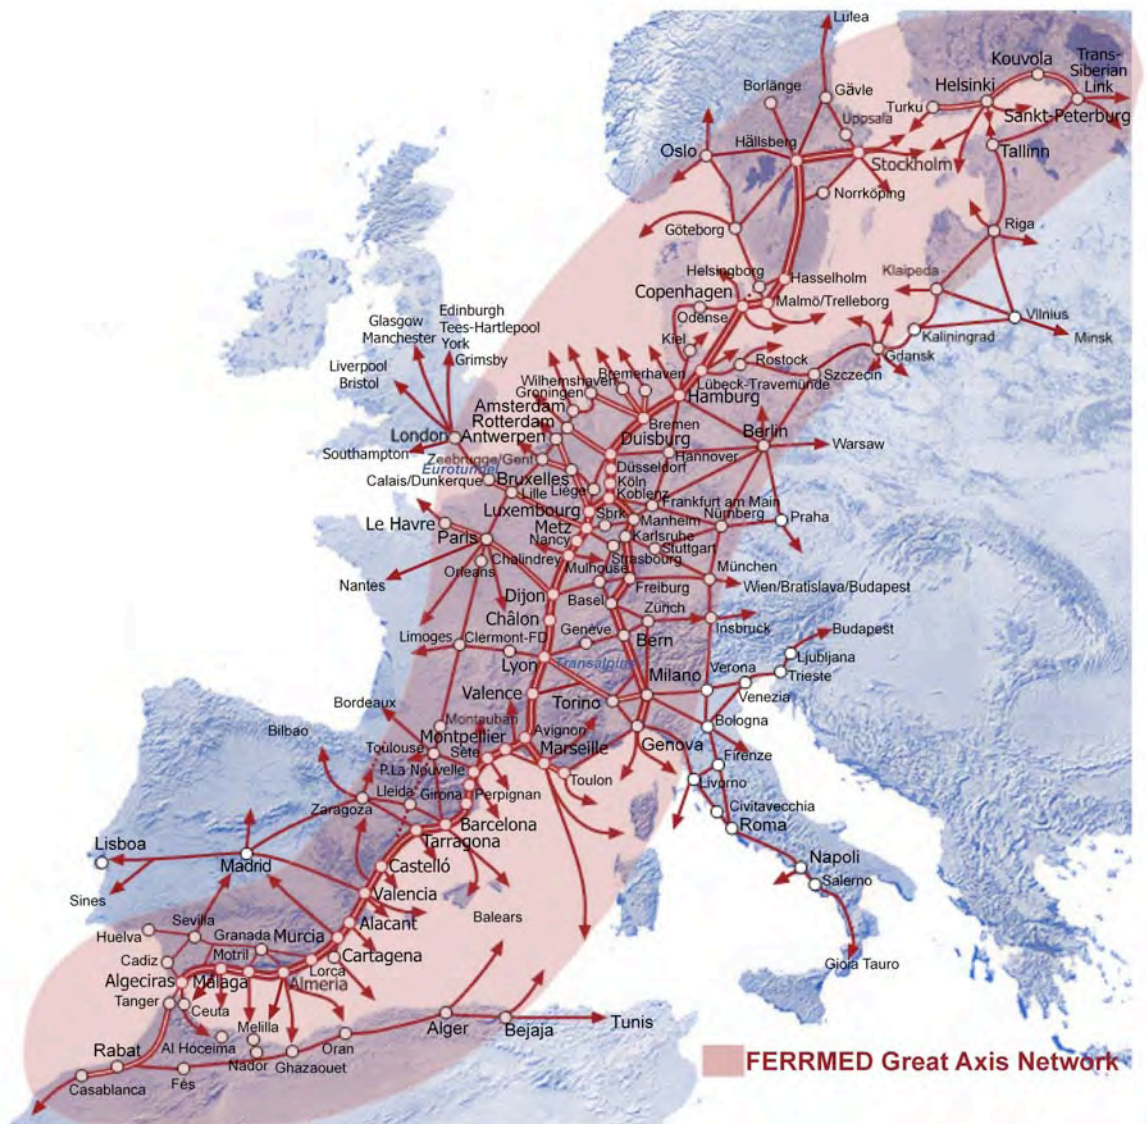 Lulea
Kouvola
Trans-
Siberian
Link
Helsinki
Borlänge
Gävle
Turku
Uppsala
Sankt-Peterburg
Oslo
Hällsberg
Stockholm
Tallinn
Norrköping
Göteborg
Riga
Helsingborg
Hasselholm
Klaipeda
Copenhagen
Malmö/Trelleborg
Odense
Edinburgh
Tees-Hartlepool
York
Grimsby
Glasgow
Manchester
Vilnius
Minsk
Kaliningrad
Kiel
Gdansk
Rostock
Liverpool
Bristol
Wilhemshaven
Bremerhaven
Lübeck-Travemünde
Szczecin
Groningen
Hamburg
Amsterdam
Rotterdam
Bremen
London
Antwerpen
Duisburg
Berlin
Warsaw
Southampton
Zeebrugge/Gent
Hannover
Eurotunnel
Düsseldorf
Calais/Dunkerque
Bruxelles
Köln
Lille
Liège
Koblenz
Frankfurt am Main
Luxembourg
Sbrk
Manheim
Nürnberg
Praha
Le Havre
Metz
Paris
Nancy
Karlsruhe
Stuttgart
Chalindrey
Strasbourg
Orleans
Mulhouse
München
Nantes
Freiburg
Wien/Bratislava/Budapest
Dijon
Basel
Zürich
Châlon
Genève
Insbruck
Limoges
Clermont-FD
Bern
Budapest
Lyon
Transalpine
Ljubljana
Verona
Trieste
Milano
Valence
Torino
Venezia
Bordeaux
Montauban
Bologna
Bilbao
Montpellier
Avignon
Toulouse
Sète
Marseille
Genova
Firenze
P.La Nouvelle
Toulon
Livorno
Lleida
Girona
Perpignan
Zaragoza
Civitavecchia
Barcelona
Roma
Lisboa
Tarragona
Madrid
Castelló
Napoli
Salerno
Sines
Valencia
Sevilla
Alacant
Balears
Huelva
Granada
Murcia
Cartagena
Motril
Cadiz
Lorca
Gioia Tauro
Algeciras
Málaga
Almeria
Tanger
Ceuta
Melilla
Alger
Bejaja
Tunis
Al Hoceima
Oran
Rabat
Nador
Ghazaouet
Fés
Casablanca
FERRMED Great Axis Network